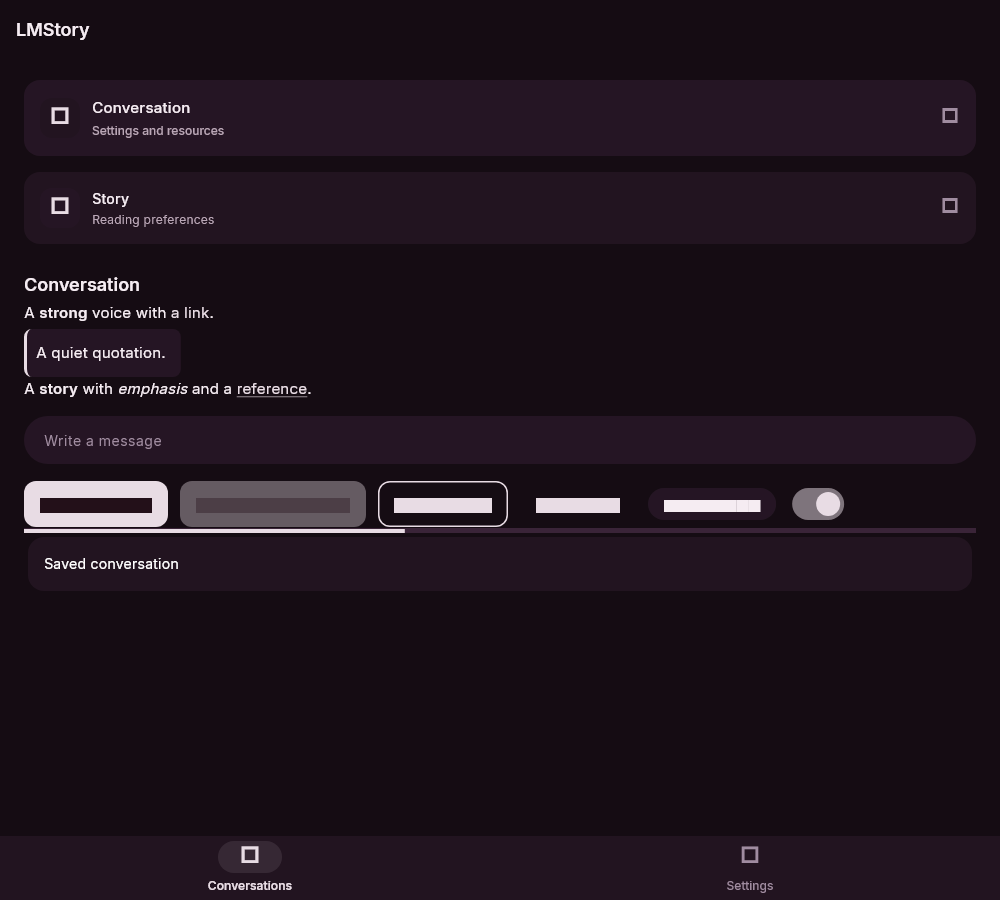 LMStory
Conversation
Settings and resources
Story
Reading preferences
Conversation
A strong voice with a link.
A quiet quotation.
A story with emphasis and a reference.
Write a message
Saved conversation
Conversations
Settings